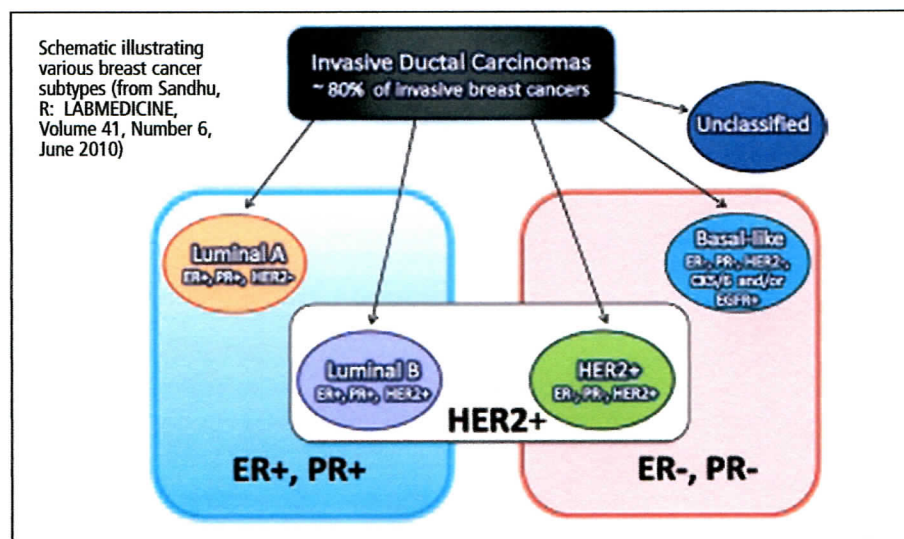 Schematic illustrating
various breast cancer
subtypes (from Sandhu,
R: LABMEDICINE,
Volume 41, Number 6,
June 2010)
Invasive Ductal Carcinomas
~ 80% of invasive breast cancers
Unclassified
Luminal A
ER+, PR+, HER2-
Basal-like
ER-, PR-, HER2-,
CK5/6 and/or
EGFR+
Luminal B
ER+, PR+, HER2+
HER2+
ER-, PR-, HER2+
HER2+
ER+, PR+
ER-, PR-